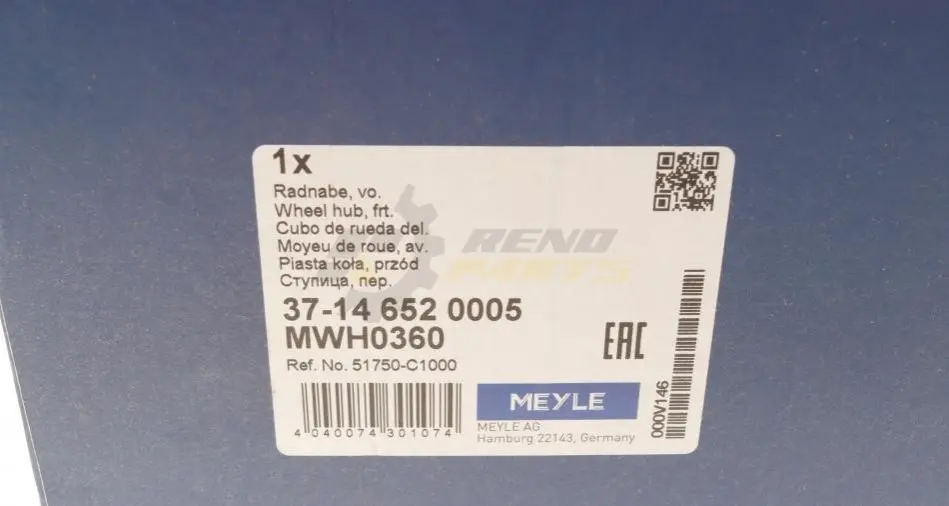 1x
Radnabe, vo.
Wheel hub, frt.
Cubo de rueda del.
Moyeu de roue, av.
Piasta koła, przód
Ступица, пер.
RENO
PARTS
37-14 652 0005
MWH0360
EAC
Ref. No. 51750-C1000
4 040074 301074
MEYLE
MEYLE AG
Hamburg 22143, Germany
000V146